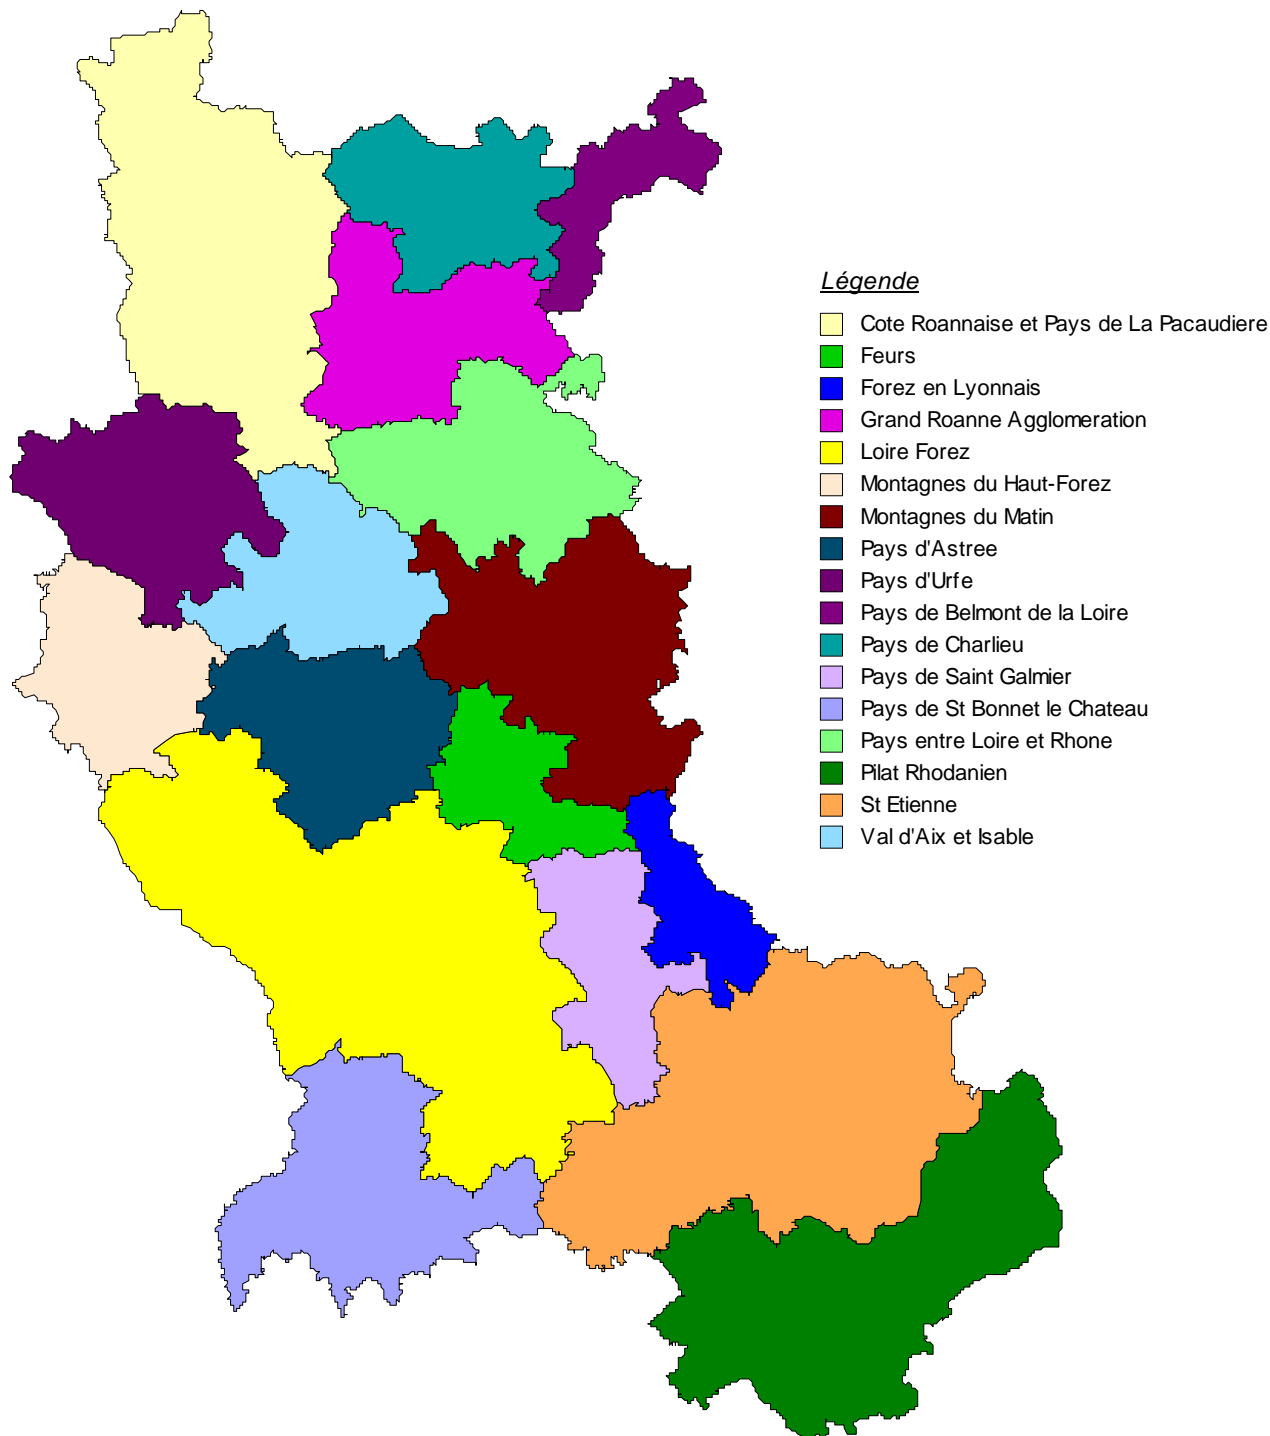 Légende
Cote Roannaise et Pays de La Pacaudiere
Feurs
Forez en Lyonnais
Grand Roanne Agglomeration
Loire Forez
Montagnes du Haut-Forez
Montagnes du Matin
Pays d'Astree
Pays d'Urfe
Pays de Belmont de la Loire
Pays de Charlieu
Pays de Saint Galmier
Pays de St Bonnet le Chateau
Pays entre Loire et Rhone
Pilat Rhodanien
St Etienne
Val d'Aix et Isable